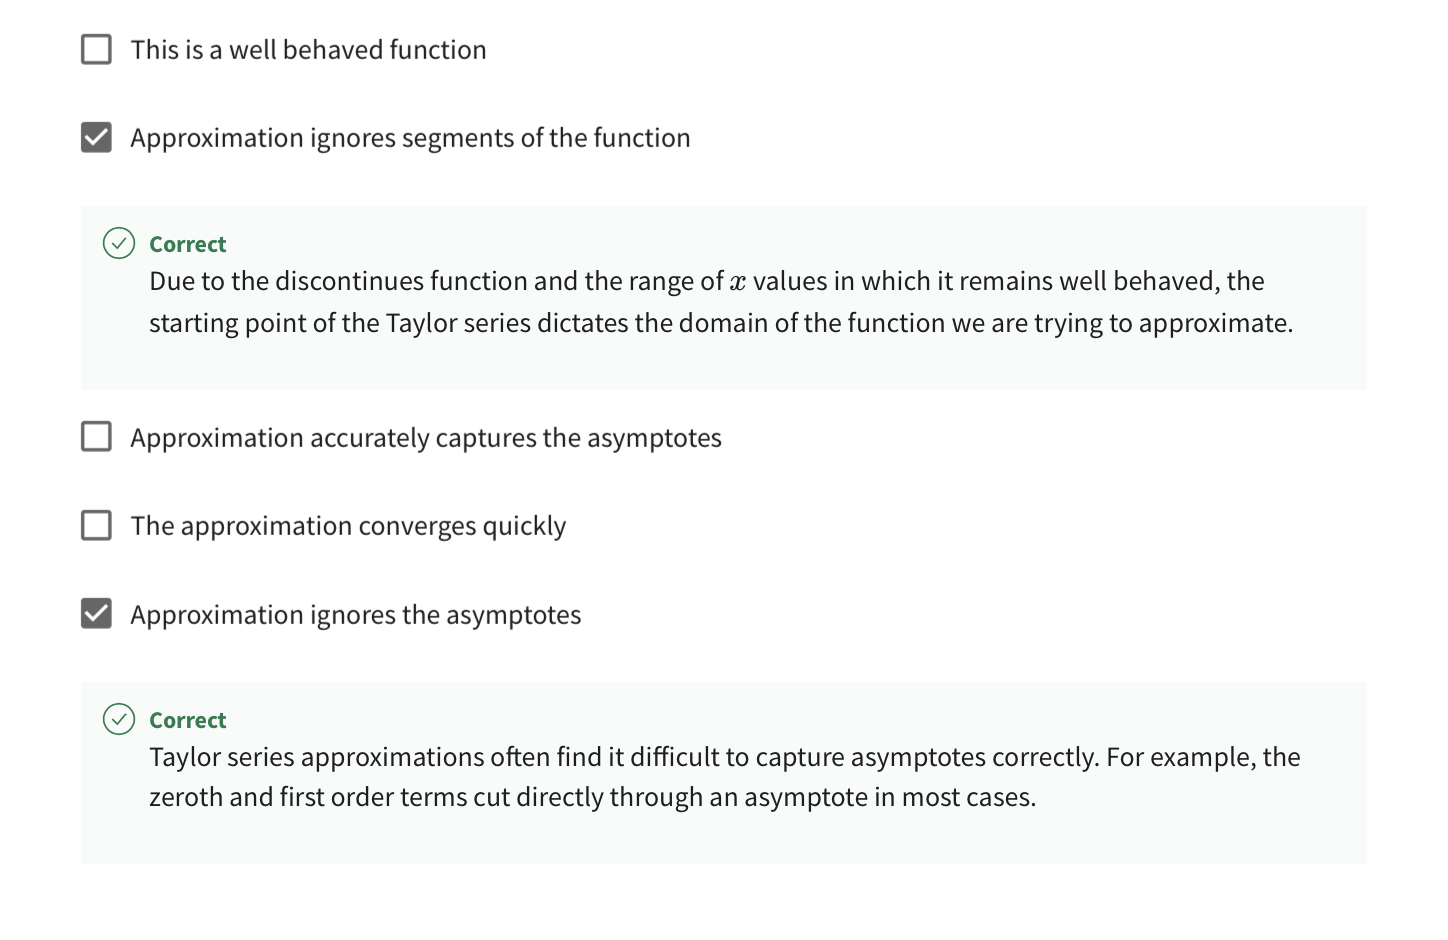 This is a well behaved function
Approximation ignores segments of the function
Correct
Due to the discontinues function and the range of x values in which it remains well behaved, the
starting point of the Taylor series dictates the domain of the function we are trying to approximate.
Approximation accurately captures the asymptotes
The approximation converges quickly
Approximation ignores the asymptotes
Correct
Taylor series approximations often find it difficult to capture asymptotes correctly. For example, the
zeroth and first order terms cut directly through an asymptote in most cases.